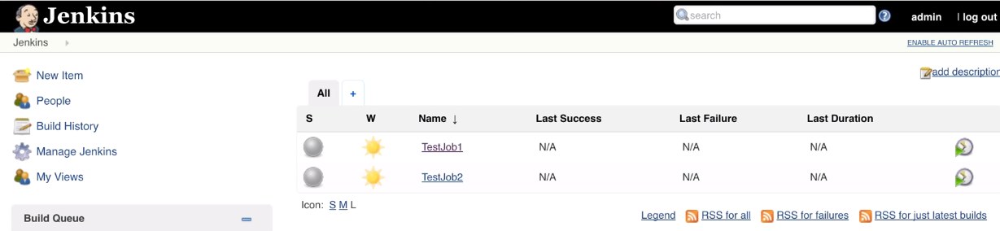 Jenkins
search
admin | log out
Jenkins
ENABLE AUTO REFRESH
New Item
People
Build History
Manage Jenkins
My Views
Build Queue
add description
All +
S W Name ↓ Last Success Last Failure Last Duration
TestJob1 N/A N/A N/A
TestJob2 N/A N/A N/A
Icon: S M L
Legend RSS for all RSS for failures RSS for just latest builds